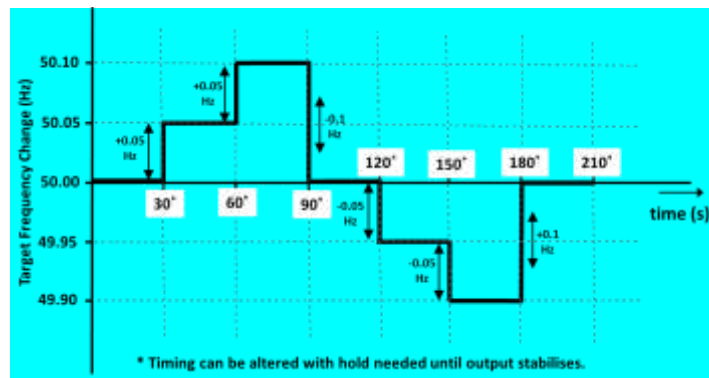 Target Frequency Change (Hz)
50.10
50.05
50.00
49.95
49.90
+0.05
Hz
+0.05
Hz
-0.1
Hz
-0.05
Hz
-0.05
Hz
+0.1
Hz
30*
60*
90*
120*
150*
180*
210*
time (s)
* Timing can be altered with hold needed until output stabilises.